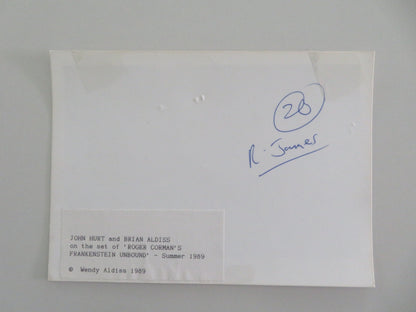 28
R. James
JOHN HURT and BRIAN ALDISS
on the set of 'ROGER CORMAN'S
FRANKENSTEIN UNBOUND' - Summer 1989
© Wendy Aldiss 1989